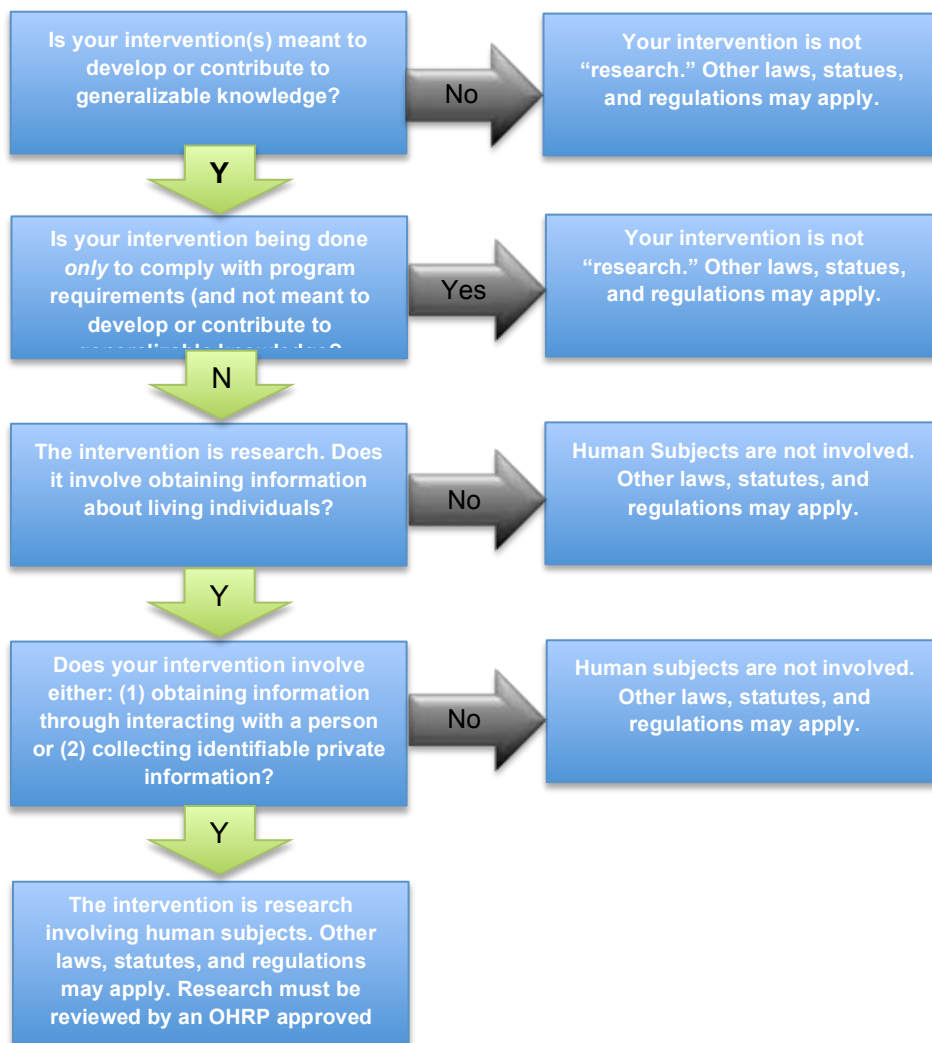 Is your intervention(s) meant to
develop or contribute to
generalizable knowledge?
No
Your intervention is not
“research.” Other laws, statues,
and regulations may apply.
Y
Is your intervention being done
only to comply with program
requirements (and not meant to
develop or contribute to
generalizable knowledge?
Yes
Your intervention is not
“research.” Other laws, statues,
and regulations may apply.
N
The intervention is research. Does
it involve obtaining information
about living individuals?
No
Human Subjects are not involved.
Other laws, statutes, and
regulations may apply.
Y
Does your intervention involve
either: (1) obtaining information
through interacting with a person
or (2) collecting identifiable private
information?
No
Human subjects are not involved.
Other laws, statutes, and
regulations may apply.
Y
The intervention is research
involving human subjects. Other
laws, statutes, and regulations
may apply. Research must be
reviewed by an OHRP approved